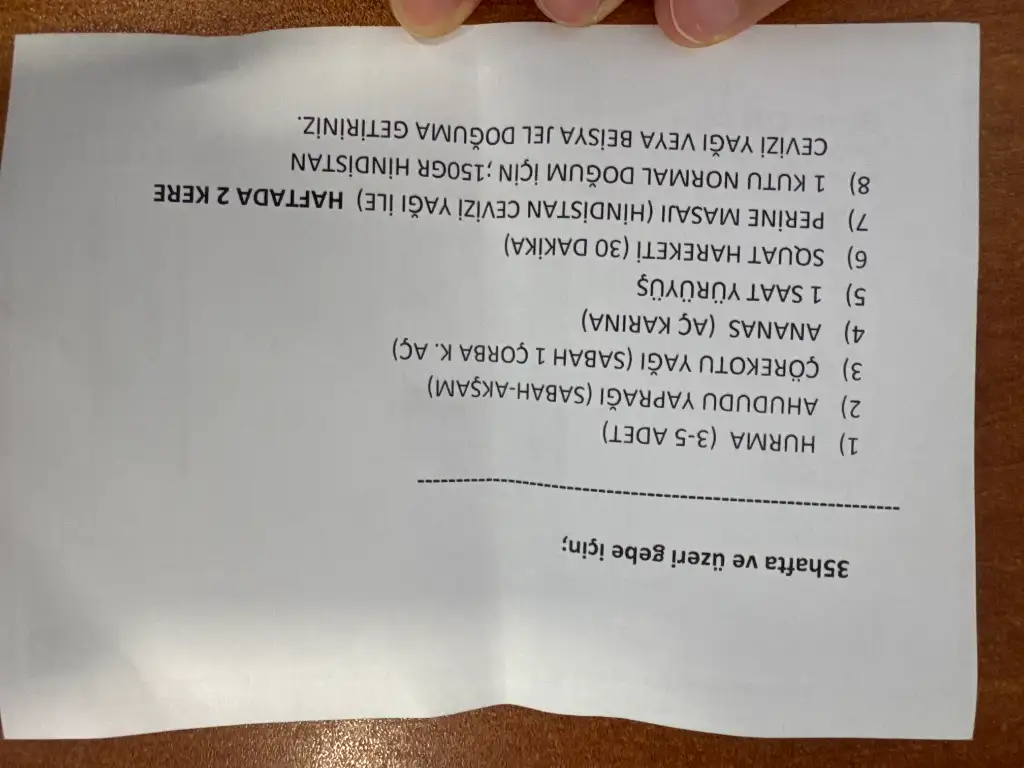 35hafta ve üzeri gebe için;
------------------------------------------------------------
1) HURMA (3-5 ADET)
2) AHUDUDU YAPRAĞI (SABAH-AKŞAM)
3) ÇÖREKOTU YAĞI (SABAH 1 ÇORBA K. AÇ)
4) ANANAS (AÇ KARINA)
5) 1 SAAT YÜRÜYÜŞ
6) SQUAT HAREKETİ (30 DAKİKA)
7) PERİNE MASAJI (HİNDİSTAN CEVİZİ YAĞI İLE) HAFTADA 2 KERE
8) 1 KUTU NORMAL DOĞUM İÇİN; 150GR HİNDİSTAN
CEVİZİ YAĞI VEYA BEİSYA JEL DOĞUMA GETİRİNİZ.